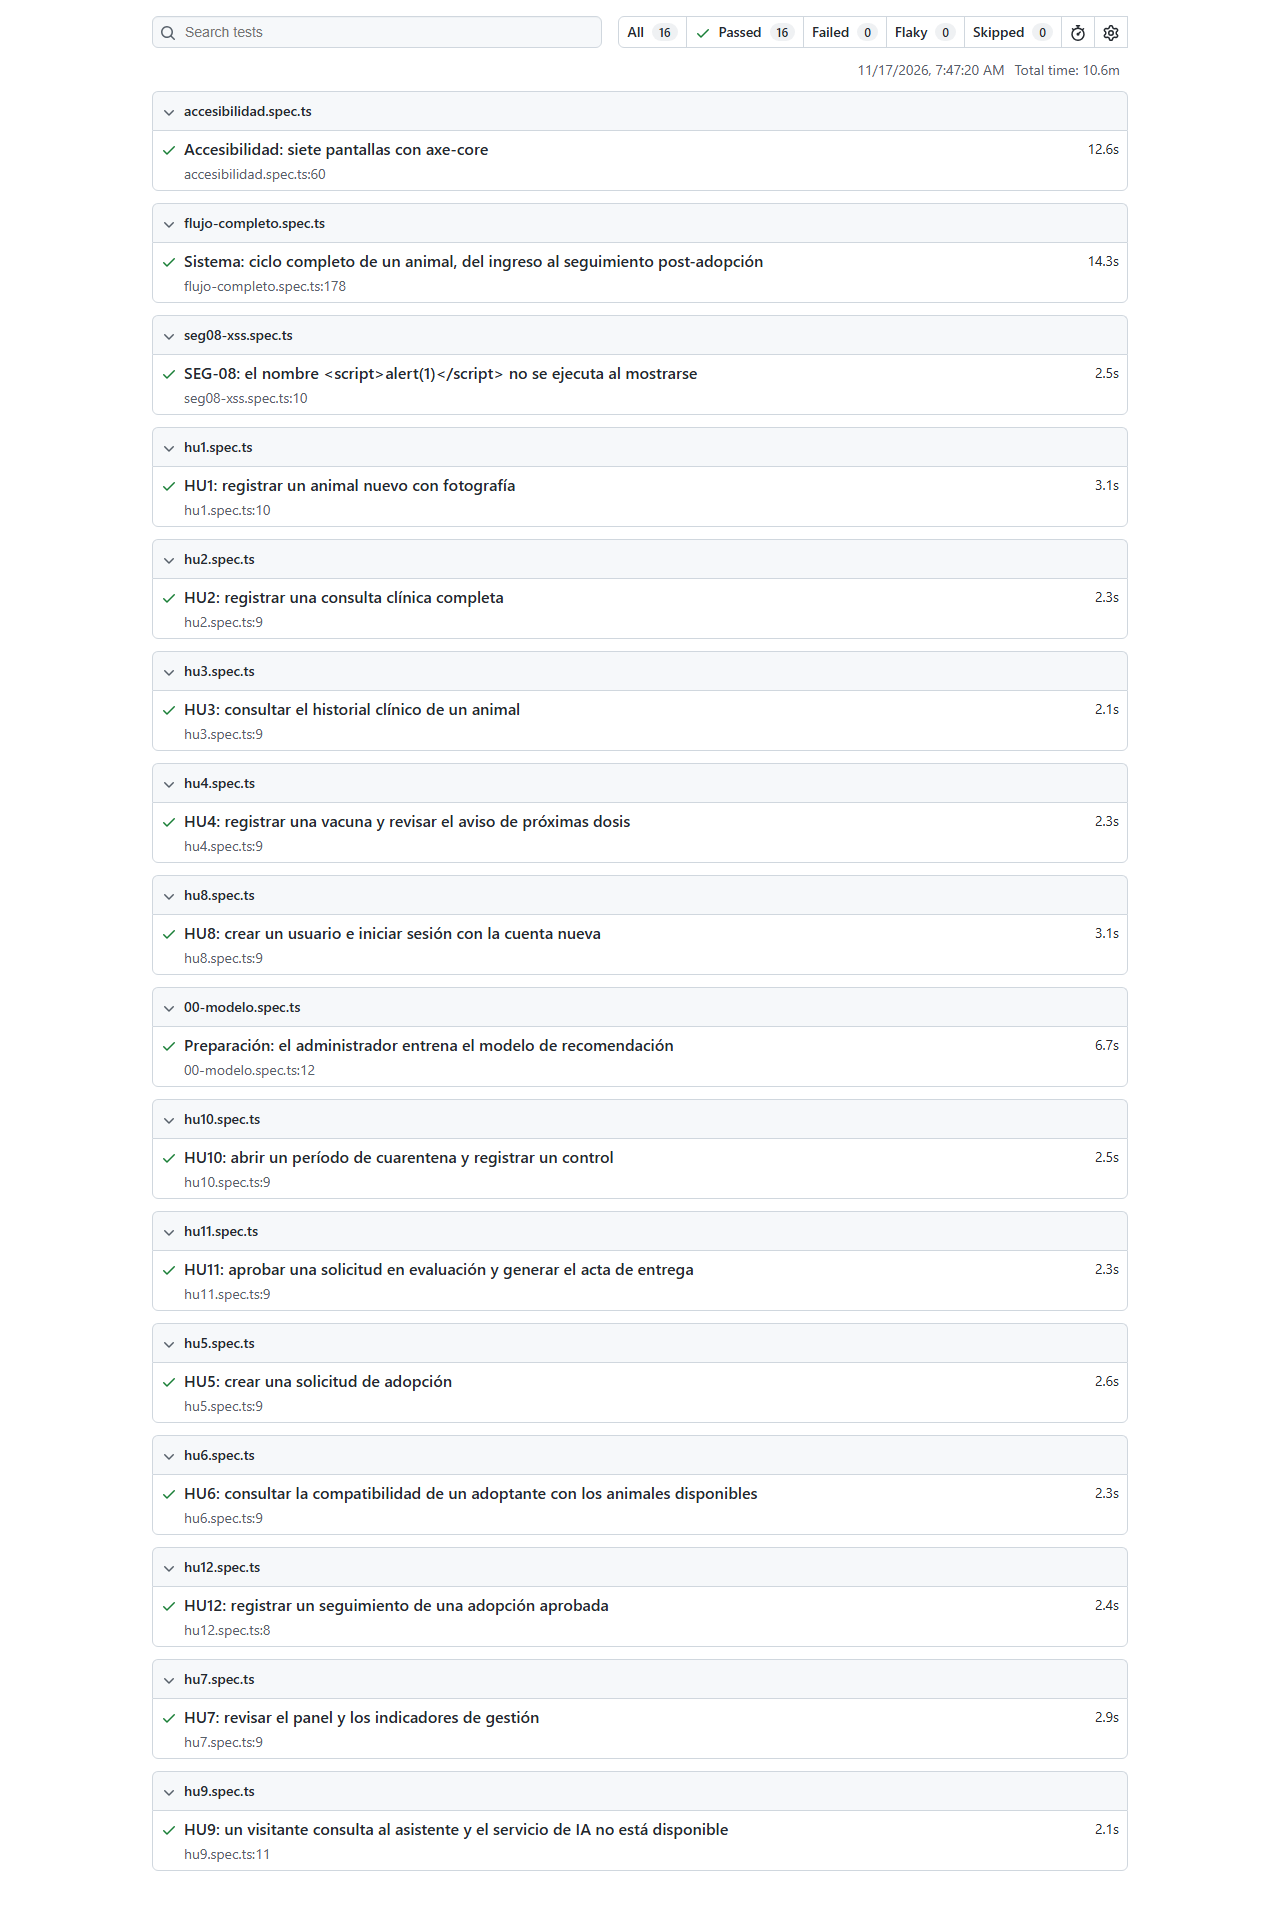 Search tests
All 16 Passed 16 Failed 0 Flaky 0 Skipped 0
11/17/2026, 7:47:20 AM Total time: 10.6m
accesibilidad.spec.ts
Accesibilidad: siete pantallas con axe-core 12.6s
accesibilidad.spec.ts:60
flujo-completo.spec.ts
Sistema: ciclo completo de un animal, del ingreso al seguimiento post-adopción 14.3s
flujo-completo.spec.ts:178
seg08-xss.spec.ts
SEG-08: el nombre <script>alert(1)</script> no se ejecuta al mostrarse 2.5s
seg08-xss.spec.ts:10
hu1.spec.ts
HU1: registrar un animal nuevo con fotografía 3.1s
hu1.spec.ts:10
hu2.spec.ts
HU2: registrar una consulta clínica completa 2.3s
hu2.spec.ts:9
hu3.spec.ts
HU3: consultar el historial clínico de un animal 2.1s
hu3.spec.ts:9
hu4.spec.ts
HU4: registrar una vacuna y revisar el aviso de próximas dosis 2.3s
hu4.spec.ts:9
hu8.spec.ts
HU8: crear un usuario e iniciar sesión con la cuenta nueva 3.1s
hu8.spec.ts:9
00-modelo.spec.ts
Preparación: el administrador entrena el modelo de recomendación 6.7s
00-modelo.spec.ts:12
hu10.spec.ts
HU10: abrir un período de cuarentena y registrar un control 2.5s
hu10.spec.ts:9
hu11.spec.ts
HU11: aprobar una solicitud en evaluación y generar el acta de entrega 2.3s
hu11.spec.ts:9
hu5.spec.ts
HU5: crear una solicitud de adopción 2.6s
hu5.spec.ts:9
hu6.spec.ts
HU6: consultar la compatibilidad de un adoptante con los animales disponibles 2.3s
hu6.spec.ts:9
hu12.spec.ts
HU12: registrar un seguimiento de una adopción aprobada 2.4s
hu12.spec.ts:8
hu7.spec.ts
HU7: revisar el panel y los indicadores de gestión 2.9s
hu7.spec.ts:9
hu9.spec.ts
HU9: un visitante consulta al asistente y el servicio de IA no está disponible 2.1s
hu9.spec.ts:11